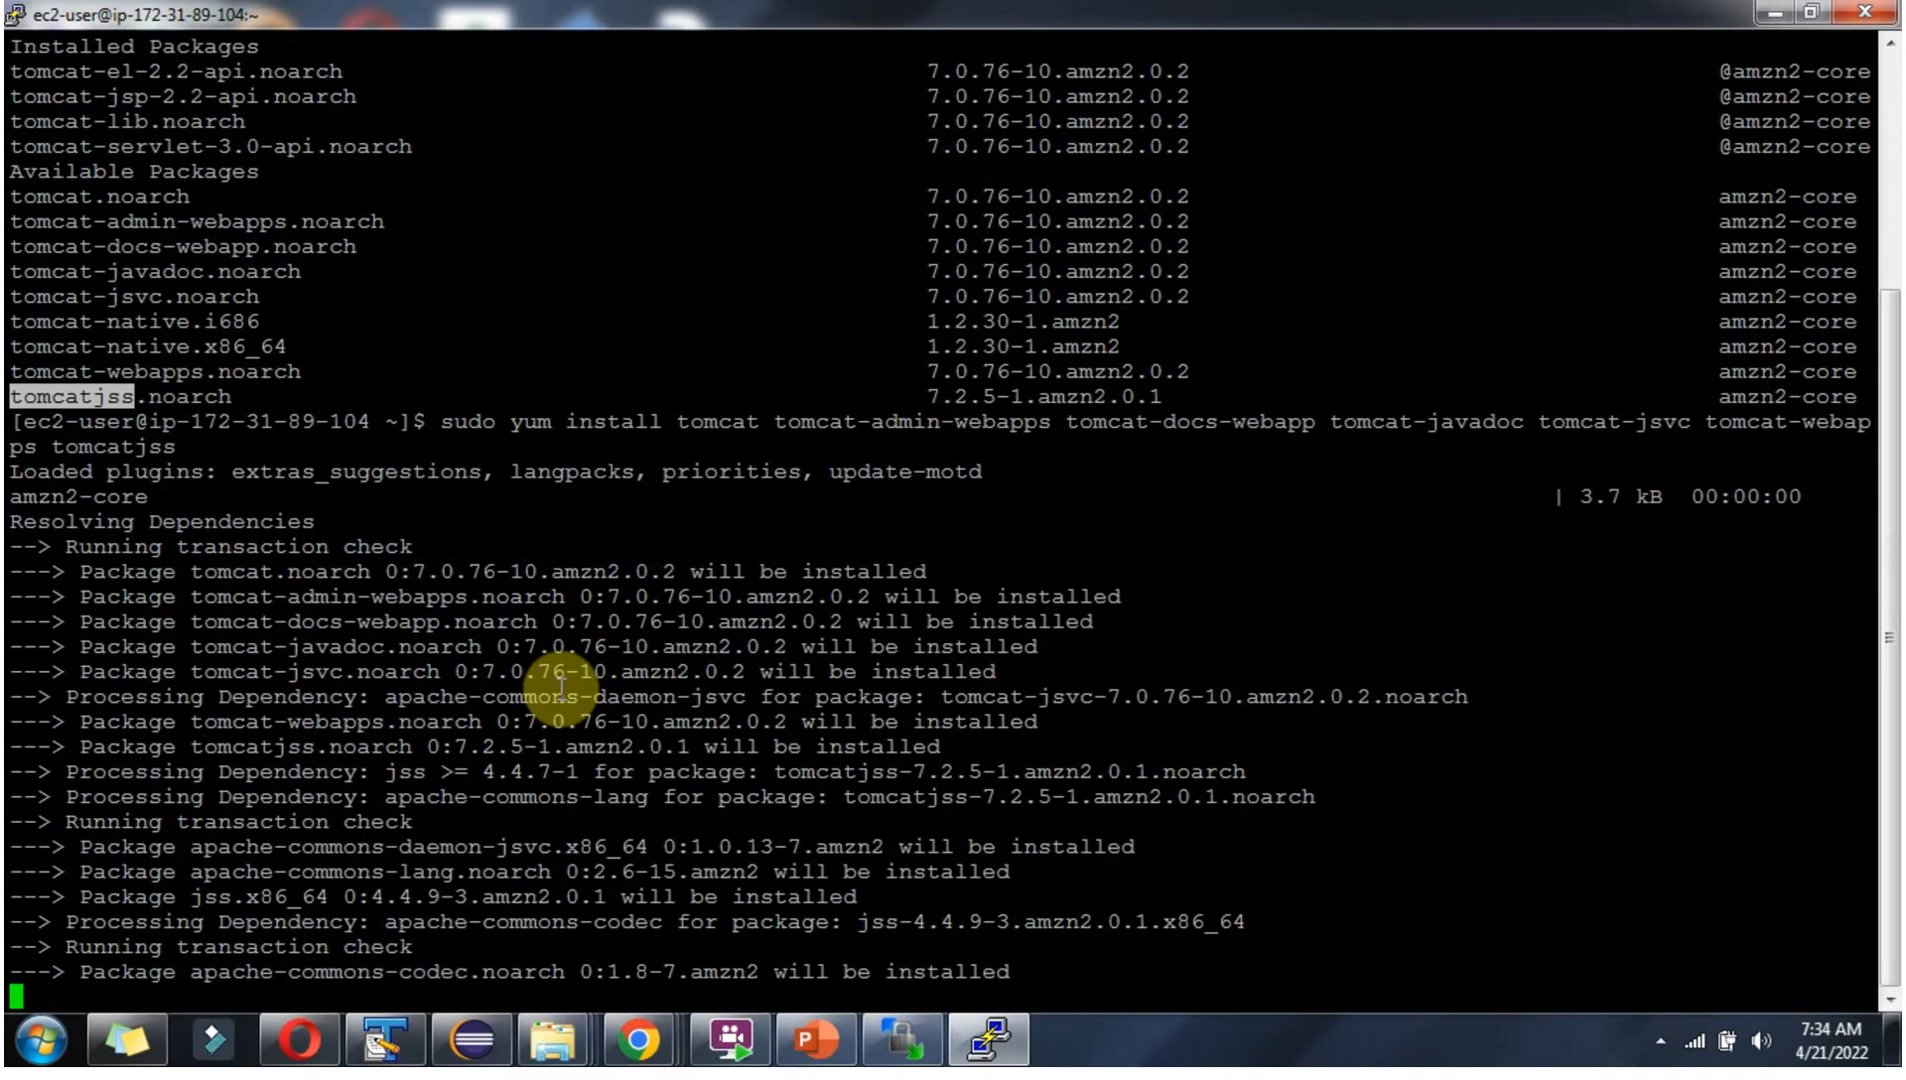 ec2-user@ip-172-31-89-104:~
Installed Packages
tomcat-el-2.2-api.noarch 7.0.76-10.amzn2.0.2 @amzn2-core
tomcat-jsp-2.2-api.noarch 7.0.76-10.amzn2.0.2 @amzn2-core
tomcat-lib.noarch 7.0.76-10.amzn2.0.2 @amzn2-core
tomcat-servlet-3.0-api.noarch 7.0.76-10.amzn2.0.2 @amzn2-core
Available Packages
tomcat.noarch 7.0.76-10.amzn2.0.2 amzn2-core
tomcat-admin-webapps.noarch 7.0.76-10.amzn2.0.2 amzn2-core
tomcat-docs-webapp.noarch 7.0.76-10.amzn2.0.2 amzn2-core
tomcat-javadoc.noarch 7.0.76-10.amzn2.0.2 amzn2-core
tomcat-jsvc.noarch 7.0.76-10.amzn2.0.2 amzn2-core
tomcat-native.i686 1.2.30-1.amzn2 amzn2-core
tomcat-native.x86_64 1.2.30-1.amzn2 amzn2-core
tomcat-webapps.noarch 7.0.76-10.amzn2.0.2 amzn2-core
tomcatjss.noarch 7.2.5-1.amzn2.0.1 amzn2-core
[ec2-user@ip-172-31-89-104 ~]$ sudo yum install tomcat tomcat-admin-webapps tomcat-docs-webapp tomcat-javadoc tomcat-jsvc tomcat-webap
ps tomcatjss
Loaded plugins: extras_suggestions, langpacks, priorities, update-motd
amzn2-core | 3.7 kB 00:00:00
Resolving Dependencies
--> Running transaction check
---> Package tomcat.noarch 0:7.0.76-10.amzn2.0.2 will be installed
---> Package tomcat-admin-webapps.noarch 0:7.0.76-10.amzn2.0.2 will be installed
---> Package tomcat-docs-webapp.noarch 0:7.0.76-10.amzn2.0.2 will be installed
---> Package tomcat-javadoc.noarch 0:7.0.76-10.amzn2.0.2 will be installed
---> Package tomcat-jsvc.noarch 0:7.0.76-10.amzn2.0.2 will be installed
--> Processing Dependency: apache-commons-daemon-jsvc for package: tomcat-jsvc-7.0.76-10.amzn2.0.2.noarch
---> Package tomcat-webapps.noarch 0:7.0.76-10.amzn2.0.2 will be installed
---> Package tomcatjss.noarch 0:7.2.5-1.amzn2.0.1 will be installed
--> Processing Dependency: jss >= 4.4.7-1 for package: tomcatjss-7.2.5-1.amzn2.0.1.noarch
--> Processing Dependency: apache-commons-lang for package: tomcatjss-7.2.5-1.amzn2.0.1.noarch
--> Running transaction check
---> Package apache-commons-daemon-jsvc.x86_64 0:1.0.13-7.amzn2 will be installed
---> Package apache-commons-lang.noarch 0:2.6-15.amzn2 will be installed
---> Package jss.x86_64 0:4.4.9-3.amzn2.0.1 will be installed
--> Processing Dependency: apache-commons-codec for package: jss-4.4.9-3.amzn2.0.1.x86_64
--> Running transaction check
---> Package apache-commons-codec.noarch 0:1.8-7.amzn2 will be installed
7:34 AM
4/21/2022